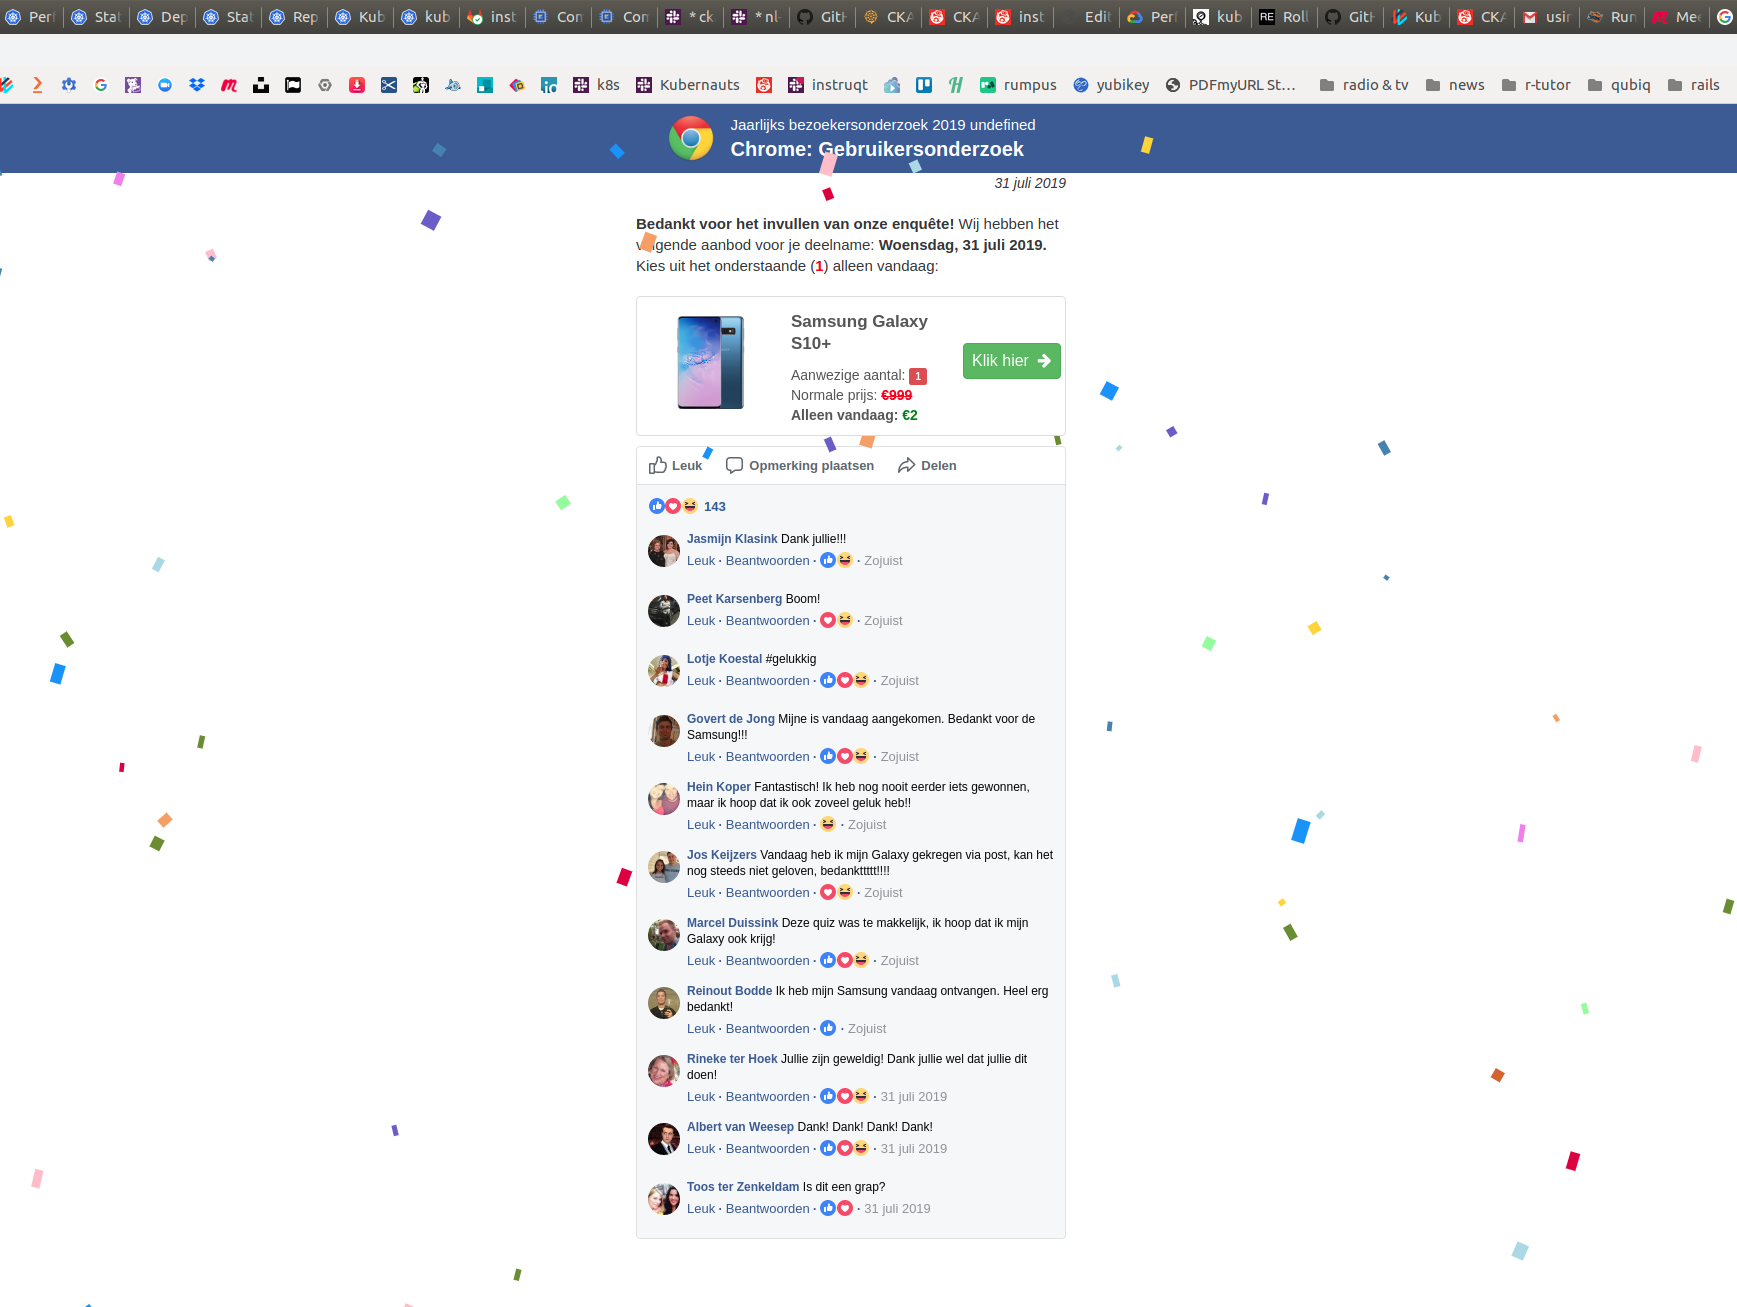 Per Stat Dep Stat Rep Kub kub inst Con Con *ck *nl- GitH CKA CKA inst Edit Perf kub Roll GitH Kub CKA usin Run Mee
k8s Kubernauts instruqt rumpus yubikey PDFmyURL St... radio & tv news r-tutor qubiq rails
Jaarlijks bezoekersonderzoek 2019 undefined
Chrome: Gebruikersonderzoek
31 juli 2019
Bedankt voor het invullen van onze enquête! Wij hebben het
volgende aanbod voor je deelname: Woensdag, 31 juli 2019.
Kies uit het onderstaande (1) alleen vandaag:
Samsung Galaxy
S10+
Aanwezige aantal: 1
Normale prijs: €999
Alleen vandaag: €2
Klik hier
Leuk Opmerking plaatsen Delen
143
Jasmijn Klasink Dank jullie!!!
Leuk · Beantwoorden · · Zojuist
Peet Karsenberg Boom!
Leuk · Beantwoorden · · Zojuist
Lotje Koestal #gelukkig
Leuk · Beantwoorden · · Zojuist
Govert de Jong Mijne is vandaag aangekomen. Bedankt voor de
Samsung!!!
Leuk · Beantwoorden · · Zojuist
Hein Koper Fantastisch! Ik heb nog nooit eerder iets gewonnen,
maar ik hoop dat ik ook zoveel geluk heb!!
Leuk · Beantwoorden · · Zojuist
Jos Keijzers Vandaag heb ik mijn Galaxy gekregen via post, kan het
nog steeds niet geloven, bedankttttt!!!!
Leuk · Beantwoorden · · Zojuist
Marcel Duissink Deze quiz was te makkelijk, ik hoop dat ik mijn
Galaxy ook krijg!
Leuk · Beantwoorden · · Zojuist
Reinout Bodde Ik heb mijn Samsung vandaag ontvangen. Heel erg
bedankt!
Leuk · Beantwoorden · · Zojuist
Rineke ter Hoek Jullie zijn geweldig! Dank jullie wel dat jullie dit
doen!
Leuk · Beantwoorden · · 31 juli 2019
Albert van Weesep Dank! Dank! Dank! Dank!
Leuk · Beantwoorden · · 31 juli 2019
Toos ter Zenkeldam Is dit een grap?
Leuk · Beantwoorden · · 31 juli 2019